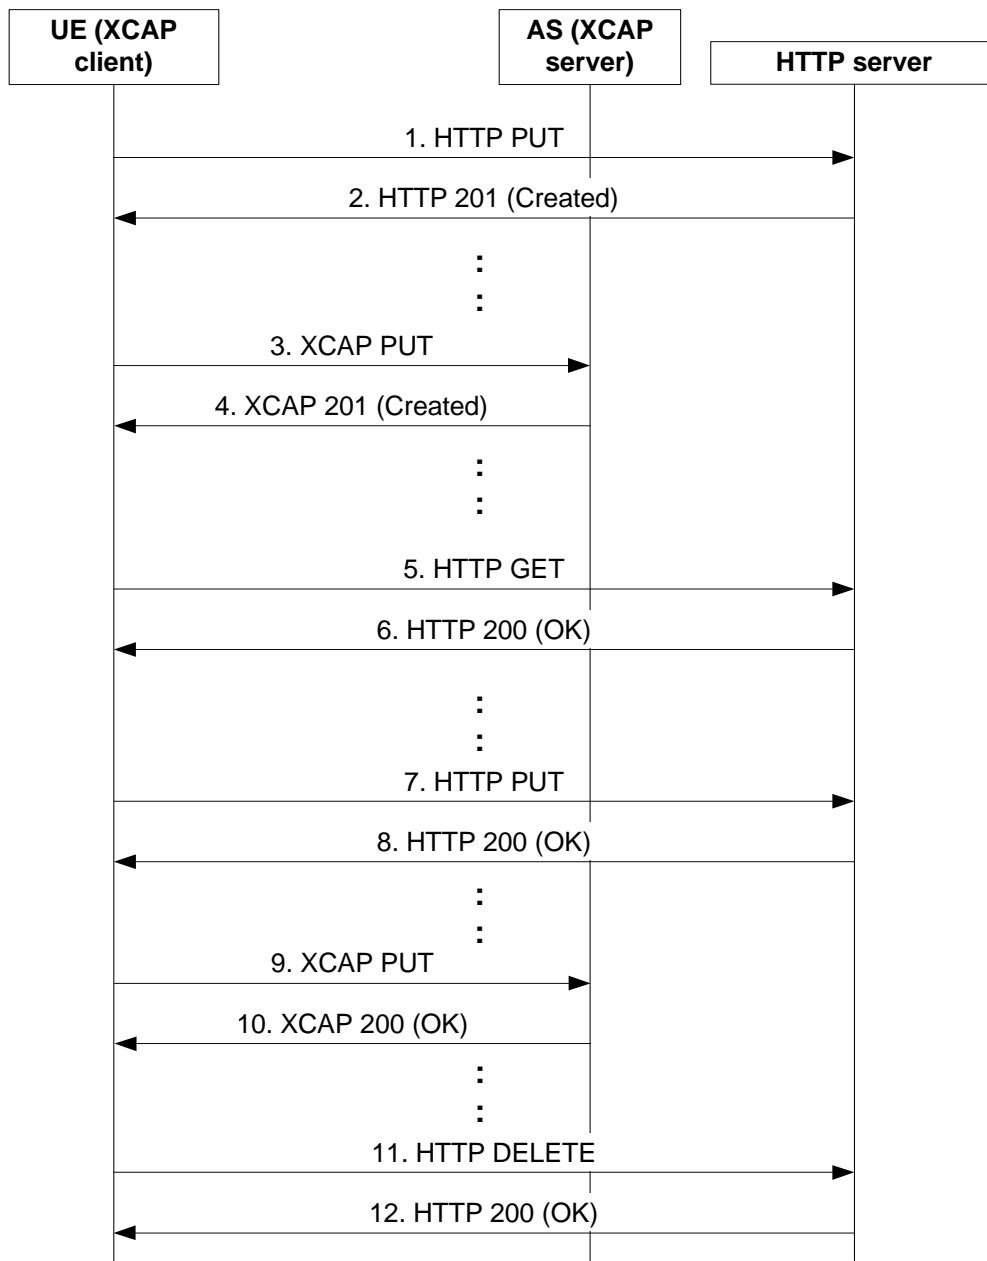 UE (XCAP
client)
AS (XCAP
server)
HTTP server
1. HTTP PUT
2. HTTP 201 (Created)
:
:
3. XCAP PUT
4. XCAP 201 (Created)
:
:
5. HTTP GET
6. HTTP 200 (OK)
:
:
7. HTTP PUT
8. HTTP 200 (OK)
:
:
9. XCAP PUT
10. XCAP 200 (OK)
:
:
11. HTTP DELETE
12. HTTP 200 (OK)